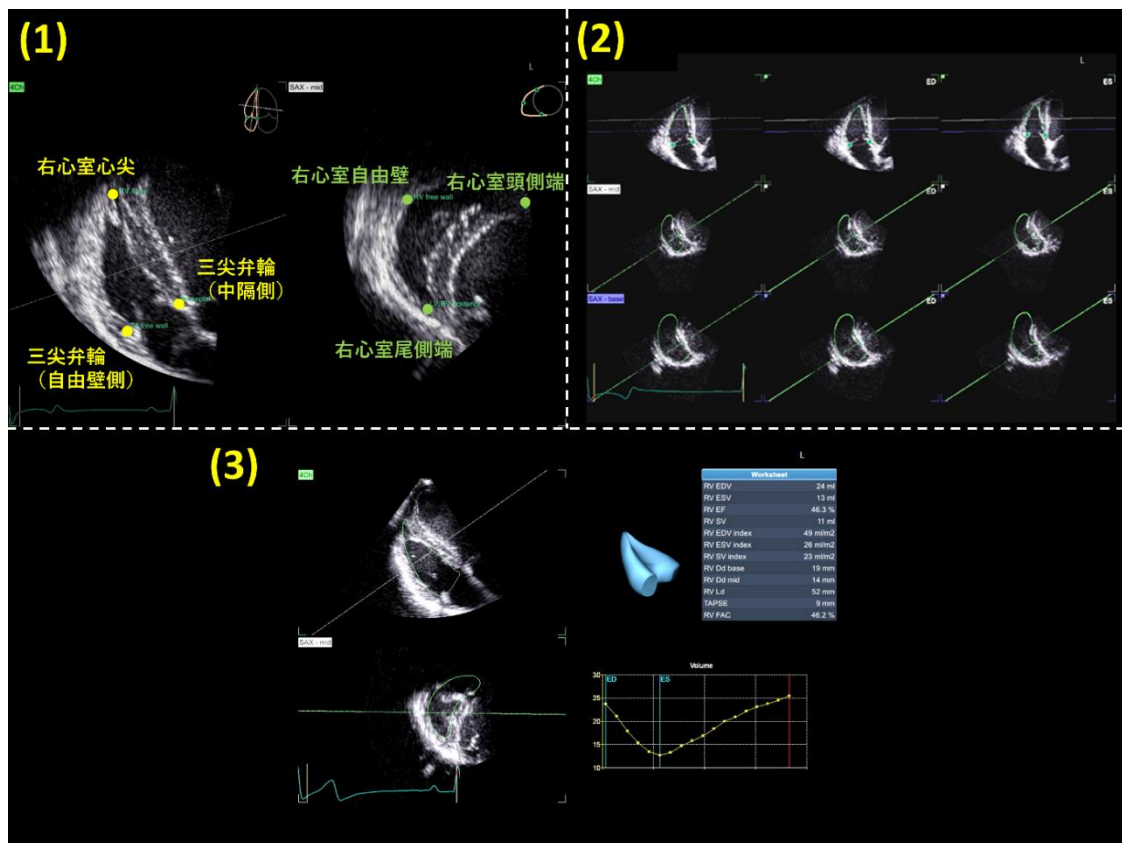 (1)
4Ch
SAX - mid
右心室心尖
三尖弁輪
（中隔側）
三尖弁輪
（自由壁側）
右心室自由壁
RV free wall
右心室頭側端
右心室尾側端
(2)
L
4Ch
ED
ES
SAX - mid
ED
ES
SAX - base
ED
ES
(3)
4Ch
SAX - mid
L
Worksheet
RV EDV 24 ml
RV ESV 13 ml
RV EF 46.3 %
RV SV 11 ml
RV EDV index 49 ml/m2
RV ESV index 26 ml/m2
RV SV index 23 ml/m2
RV Dd base 19 mm
RV Dd mid 14 mm
RV Ld 52 mm
TAPSE 9 mm
RV FAC 46.2 %
Volume
ED
ES
30
25
20
15
10